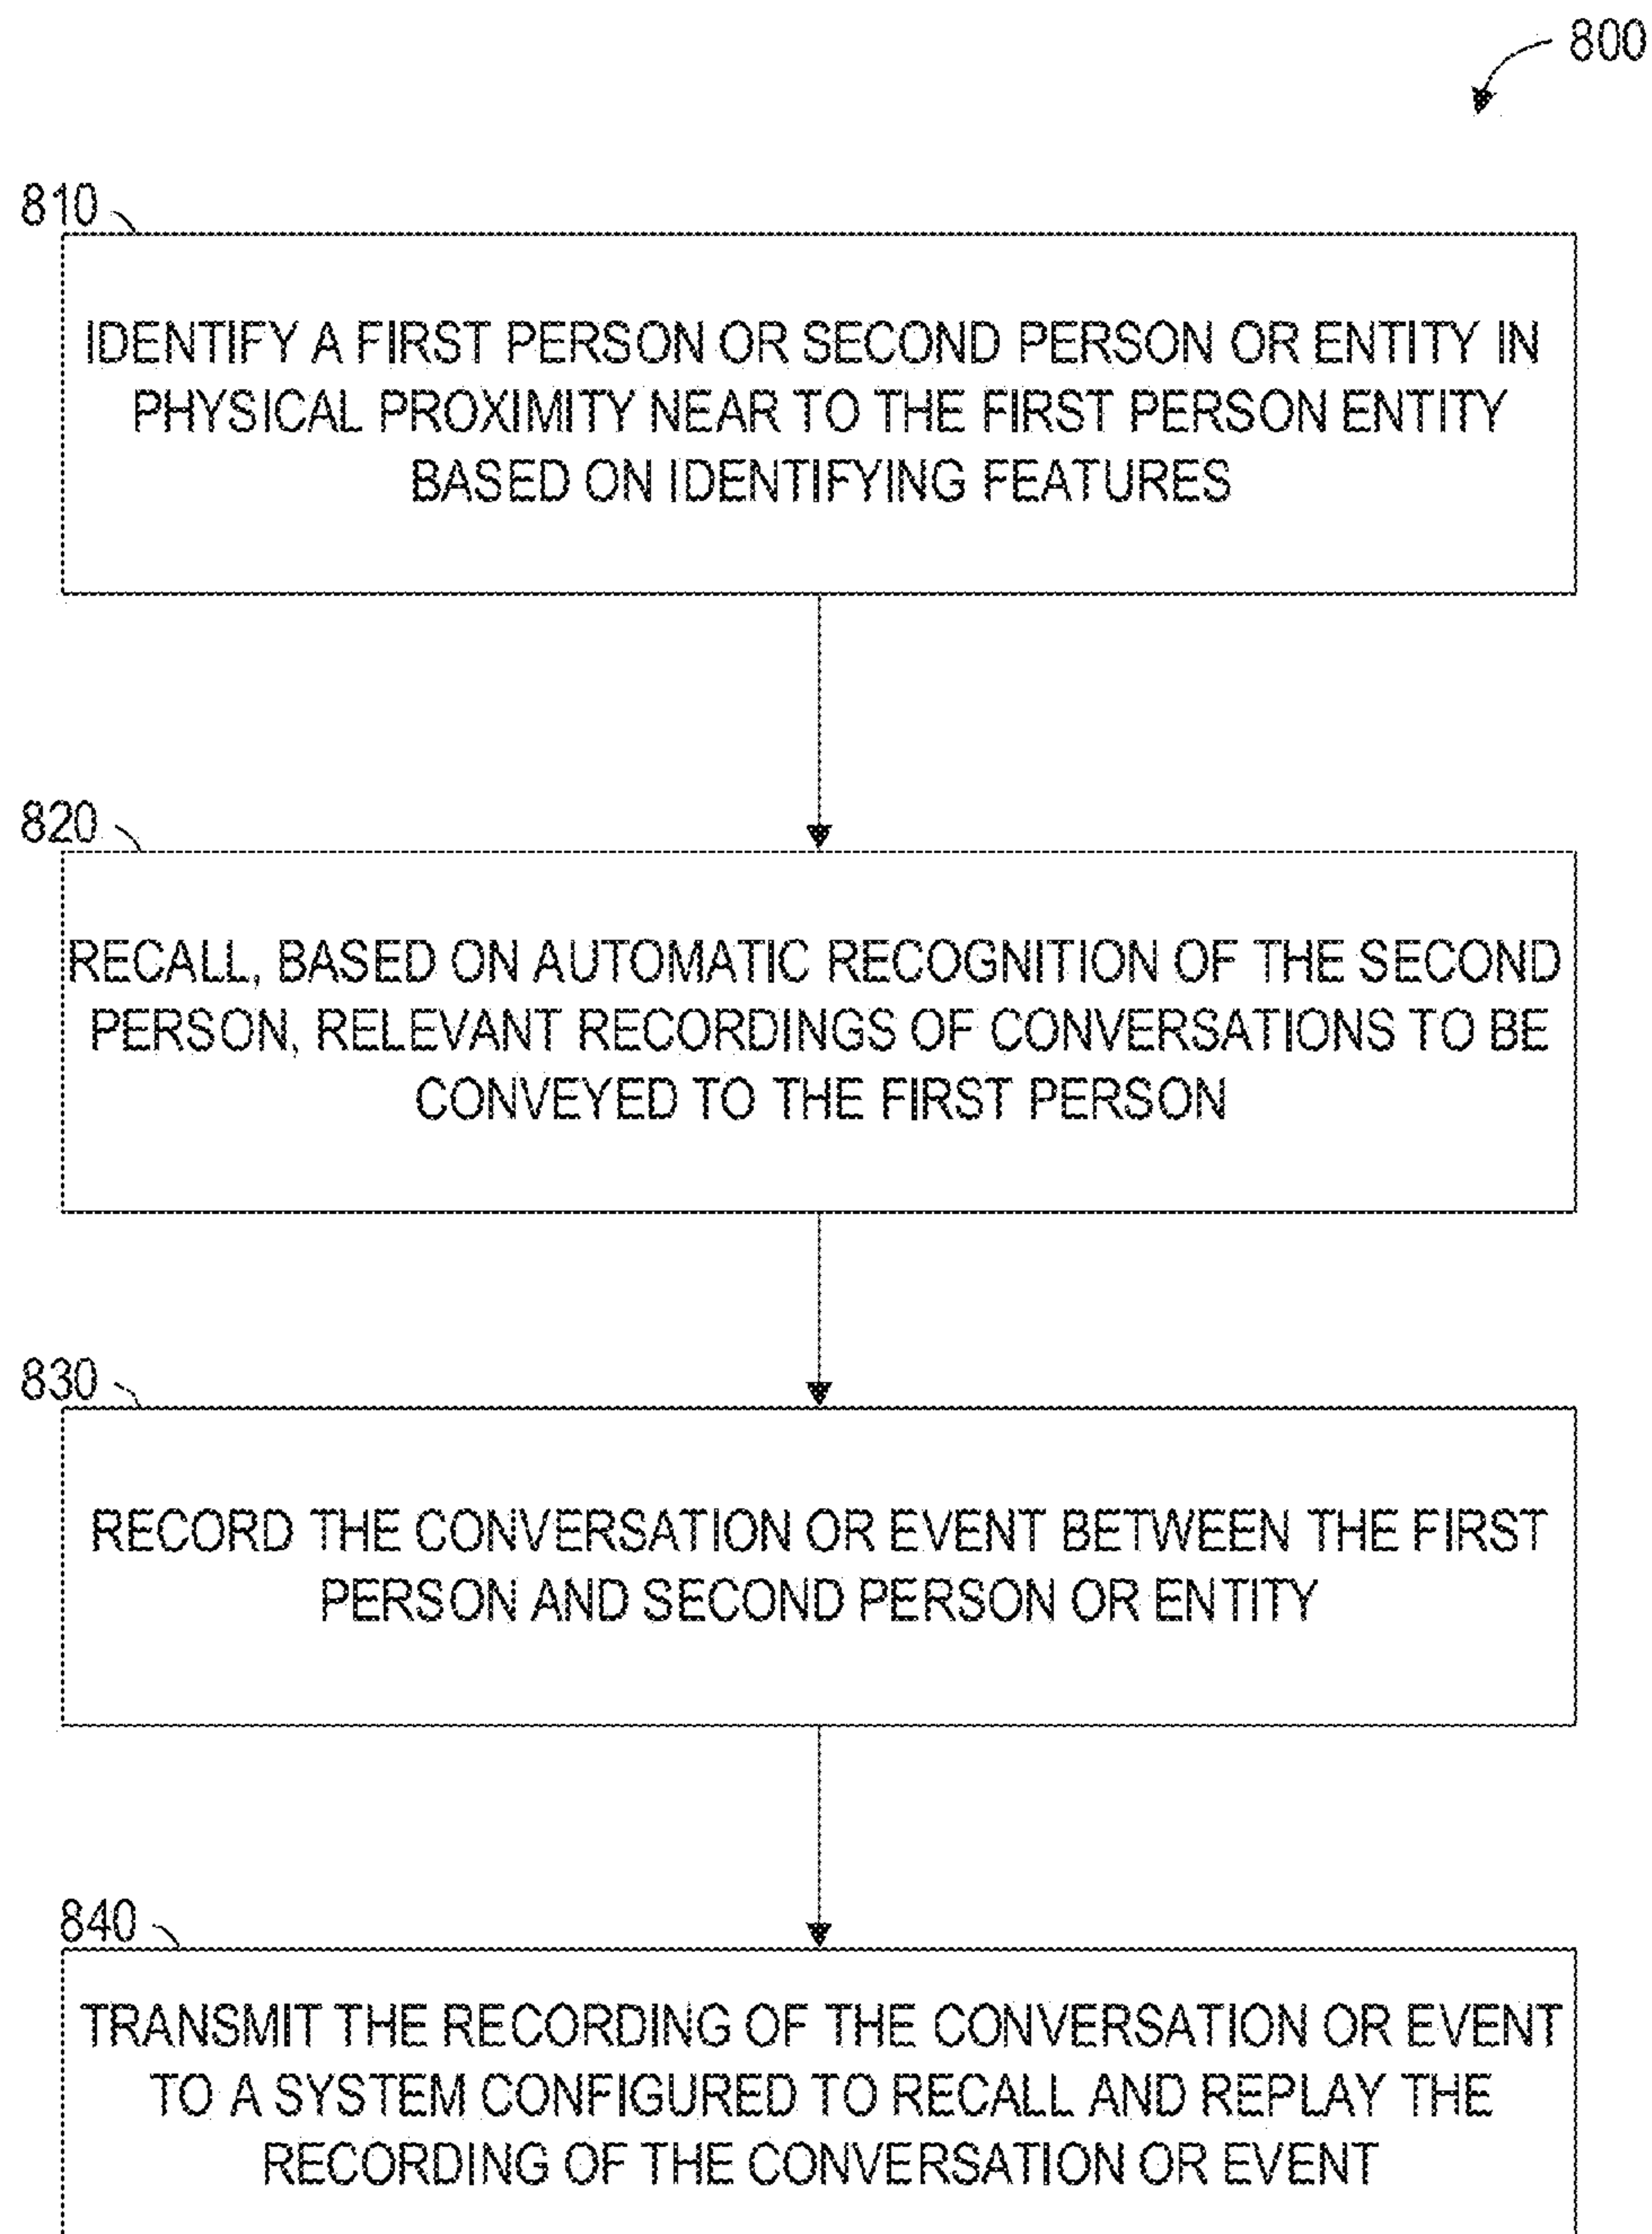 800
810
IDENTIFY A FIRST PERSON OR SECOND PERSON OR ENTITY IN
PHYSICAL PROXIMITY NEAR TO THE FIRST PERSON ENTITY
BASED ON IDENTIFYING FEATURES
820
RECALL, BASED ON AUTOMATIC RECOGNITION OF THE SECOND
PERSON, RELEVANT RECORDINGS OF CONVERSATIONS TO BE
CONVEYED TO THE FIRST PERSON
830
RECORD THE CONVERSATION OR EVENT BETWEEN THE FIRST
PERSON AND SECOND PERSON OR ENTITY
840
TRANSMIT THE RECORDING OF THE CONVERSATION OR EVENT
TO A SYSTEM CONFIGURED TO RECALL AND REPLAY THE
RECORDING OF THE CONVERSATION OR EVENT